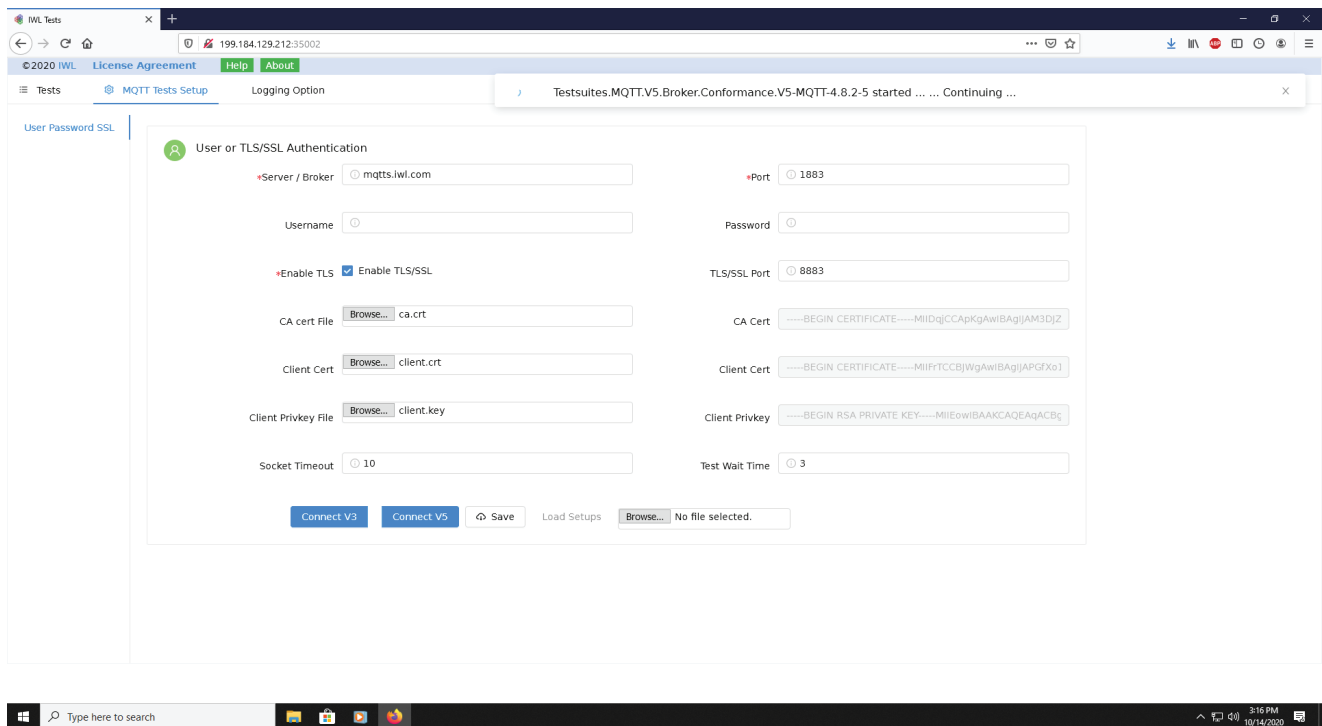 IWL Tests
199.184.129.212:35002
©2020 IWL License Agreement Help About
Tests MQTT Tests Setup Logging Option
Testsuites.MQTT.V5.Broker.Conformance.V5-MQTT-4.8.2-5 started ... ... Continuing ...
User Password SSL
User or TLS/SSL Authentication
*Server / Broker mqtts.iwl.com *Port 1883
Username Password
*Enable TLS Enable TLS/SSL TLS/SSL Port 8883
CA cert File Browse... ca.crt CA Cert -----BEGIN CERTIFICATE-----MIIDqjCCApKgAwIBAgIJAM3DJZ
Client Cert Browse... client.crt Client Cert -----BEGIN CERTIFICATE-----MIIFrTCCBJWgAwIBAgIJAPGfXo1
Client Privkey File Browse... client.key Client Privkey -----BEGIN RSA PRIVATE KEY-----MIIEowIBAAKCAQEAqACBg
Socket Timeout 10 Test Wait Time 3
Connect V3 Connect V5 Save Load Setups Browse... No file selected.
Type here to search
3:16 PM
10/14/2020